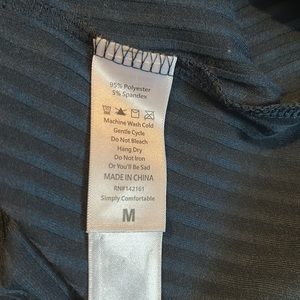 95% Polyester
5% Spandex
Machine Wash Cold
Gentle Cycle
Do Not Bleach
Hang Dry
Do Not Iron
Or You'll Be Sad
MADE IN CHINA
RN#142161
Simply Comfortable
M